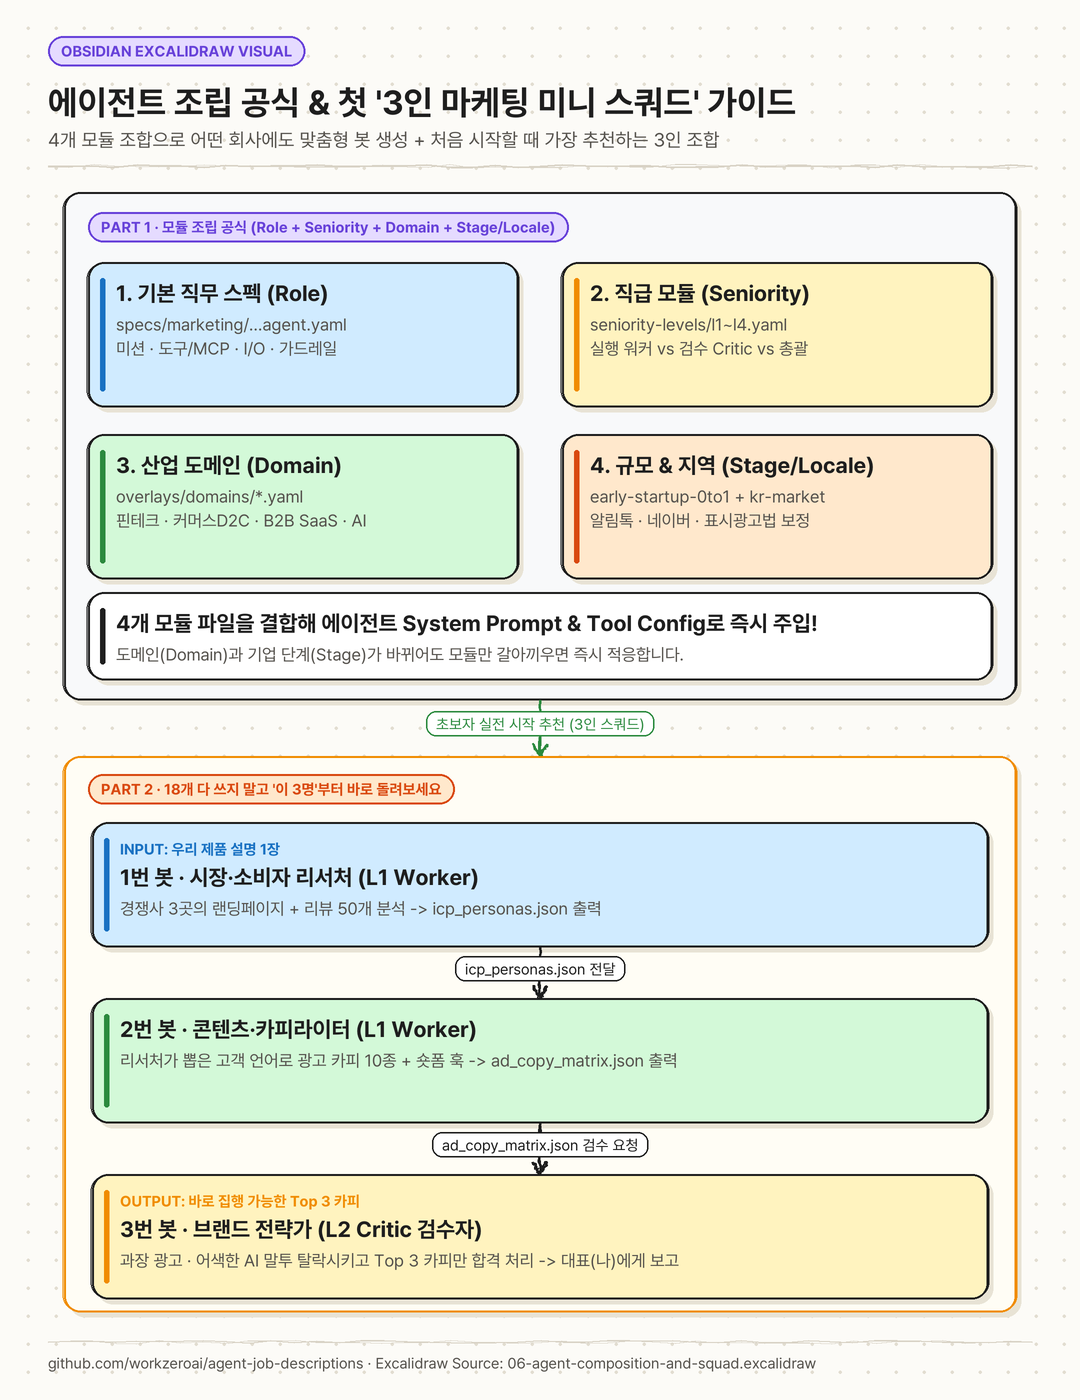 OBSIDIAN EXCALIDRAW VISUAL
에이전트 조립 공식 & 첫 '3인 마케팅 미니 스쿼드' 가이드
4개 모듈 조합으로 어떤 회사에도 맞춤형 봇 생성 + 처음 시작할 때 가장 추천하는 3인 조합
PART 1 · 모듈 조립 공식 (Role + Seniority + Domain + Stage/Locale)
1. 기본 직무 스펙 (Role)
specs/marketing/...agent.yaml
미션 · 도구/MCP · I/O · 가드레일
2. 직급 모듈 (Seniority)
seniority-levels/l1~l4.yaml
실행 워커 vs 검수 Critic vs 총괄
3. 산업 도메인 (Domain)
overlays/domains/*.yaml
핀테크 · 커머스D2C · B2B SaaS · AI
4. 규모 & 지역 (Stage/Locale)
early-startup-0to1 + kr-market
알림톡 · 네이버 · 표시광고법 보정
4개 모듈 파일을 결합해 에이전트 System Prompt & Tool Config로 즉시 주입!
도메인(Domain)과 기업 단계(Stage)가 바뀌어도 모듈만 갈아끼우면 즉시 적응합니다.
초보자 실전 시작 추천 (3인 스쿼드)
PART 2 · 18개 다 쓰지 말고 '이 3명'부터 바로 돌려보세요
INPUT: 우리 제품 설명 1장
1번 봇 · 시장·소비자 리서처 (L1 Worker)
경쟁사 3곳의 랜딩페이지 + 리뷰 50개 분석 -> icp_personas.json 출력
icp_personas.json 전달
2번 봇 · 콘텐츠·카피라이터 (L1 Worker)
리서처가 뽑은 고객 언어로 광고 카피 10종 + 숏폼 훅 -> ad_copy_matrix.json 출력
ad_copy_matrix.json 검수 요청
OUTPUT: 바로 집행 가능한 Top 3 카피
3번 봇 · 브랜드 전략가 (L2 Critic 검수자)
과장 광고 · 어색한 AI 말투 탈락시키고 Top 3 카피만 합격 처리 -> 대표(나)에게 보고
github.com/workzeroai/agent-job-descriptions · Excalidraw Source: 06-agent-composition-and-squad.excalidraw